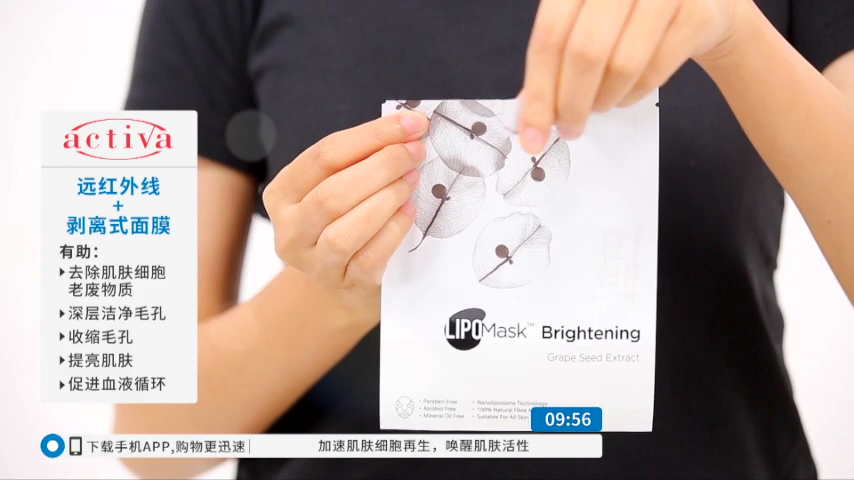 activa
远红外线
+
剥离式面膜
有助：
去除肌肤细胞
老废物质
深层洁净毛孔
收缩毛孔
提亮肌肤
促进血液循环
LIPOMask™ Brightening
Grape Seed Extract
• Paraben Free
• Alcohol Free
• Mineral Oil Free
• Nanoliposome Technology
• 100% Natural Fibre
• Suitable For All Skin
09:56
下载手机APP,购物更迅速
加速肌肤细胞再生，唤醒肌肤活性